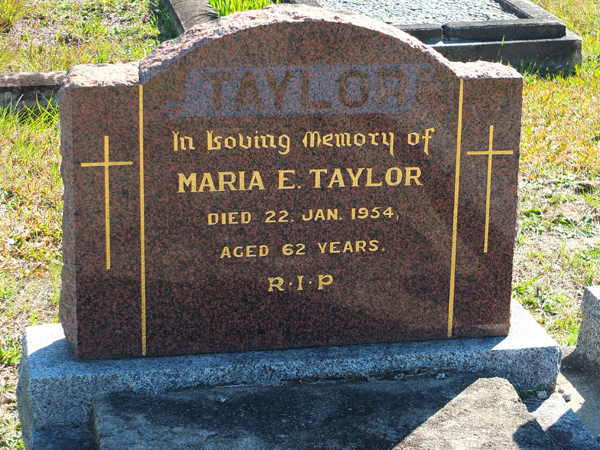 TAYLOR
In Loving Memory of
MARIA E. TAYLOR
DIED 22. JAN. 1954,
AGED 62 YEARS.
R·I·P